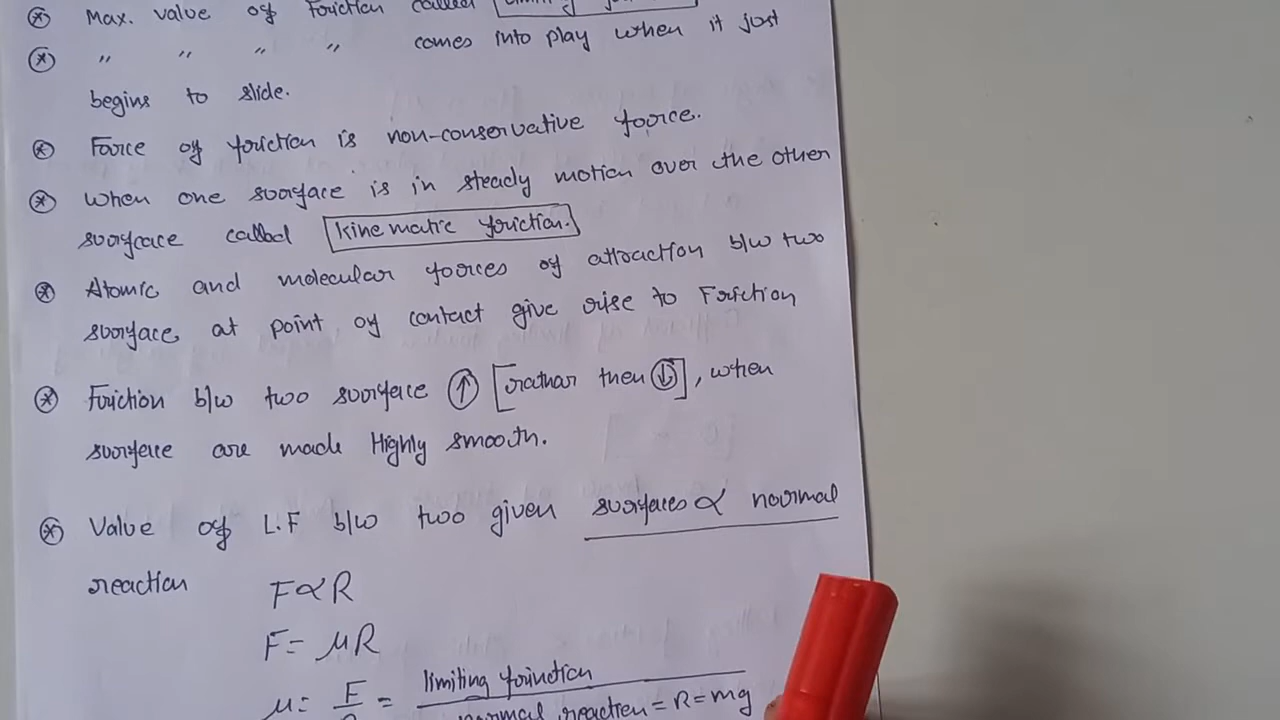 ⊛ Max. value of Friction called
⊛ " " " " comes into play when it just
begins to slide.
⊛ Force of friction is non-conservative force.
⊛ When one surface is in steady motion over the other
surface called kinematic friction.
⊛ Atomic and molecular forces of attraction b/w two
surface at point of contact give rise to Friction
⊛ Friction b/w two surface ↑ [rathar then ↓], when
surface are made Highly smooth.
⊛ Value of L.F b/w two given surfaces ∝ normal
reaction F∝R
F = μR
μ = F = limiting friction
normal reaction = R = mg